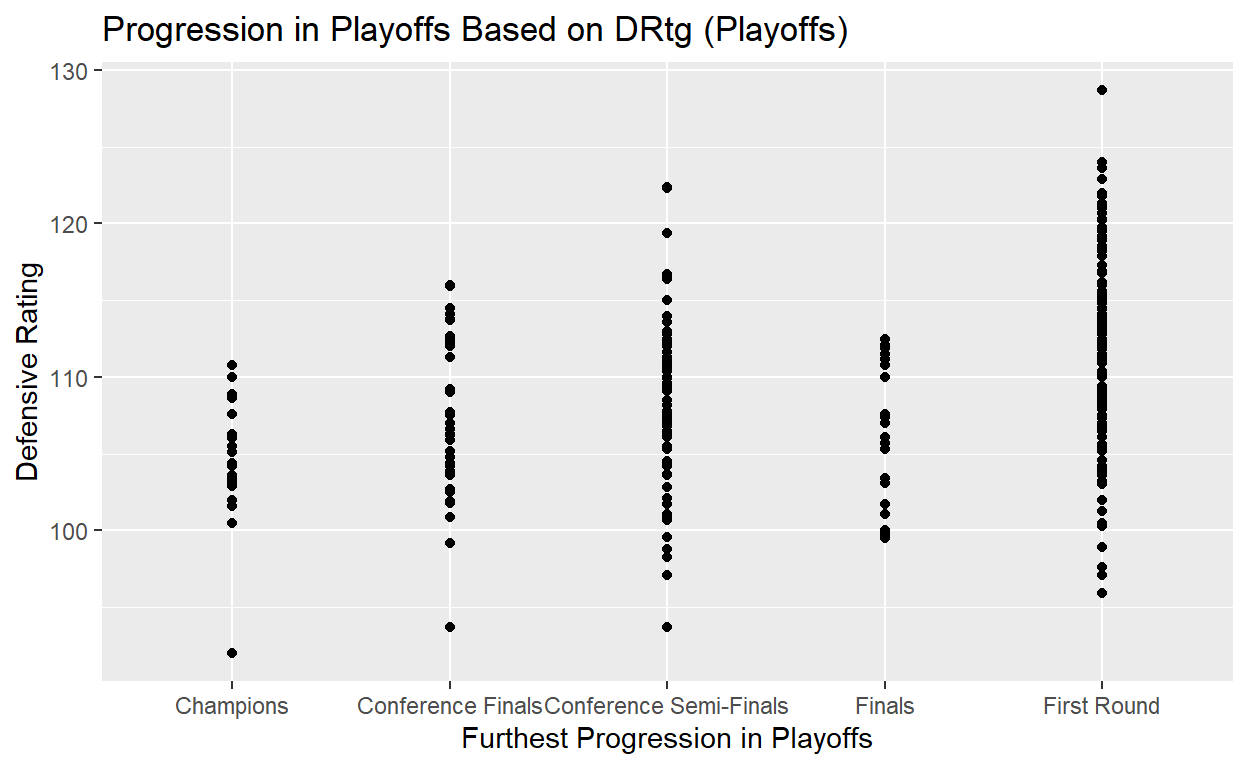 Progression in Playoffs Based on DRtg (Playoffs)
130
120
110
100
Defensive Rating
Champions
Conference Finals
Conference Semi-Finals
Finals
First Round
Furthest Progression in Playoffs